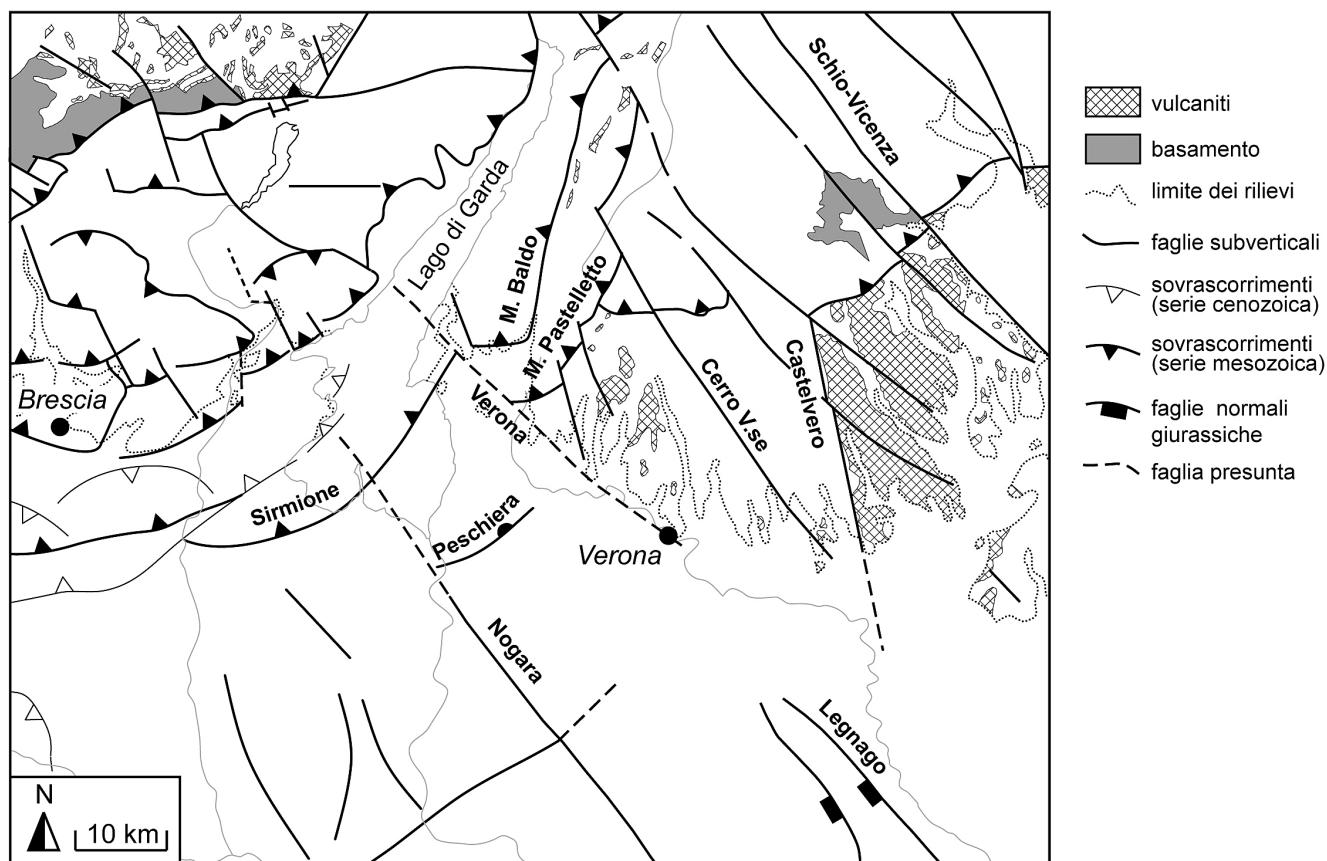 Schio-Vicenza
Lago di Garda
M. Baldo
M. Pastelletto
Verona
Cerro V.se
Castelvero
Brescia
Sirmione
Peschiera
Verona
Nogara
Legnago
N
10 km
vulcaniti
basamento
limite dei rilievi
faglie subverticali
sovrascorrimenti
(serie cenozoica)
sovrascorrimenti
(serie mesozoica)
faglie normali
giurassiche
faglia presunta